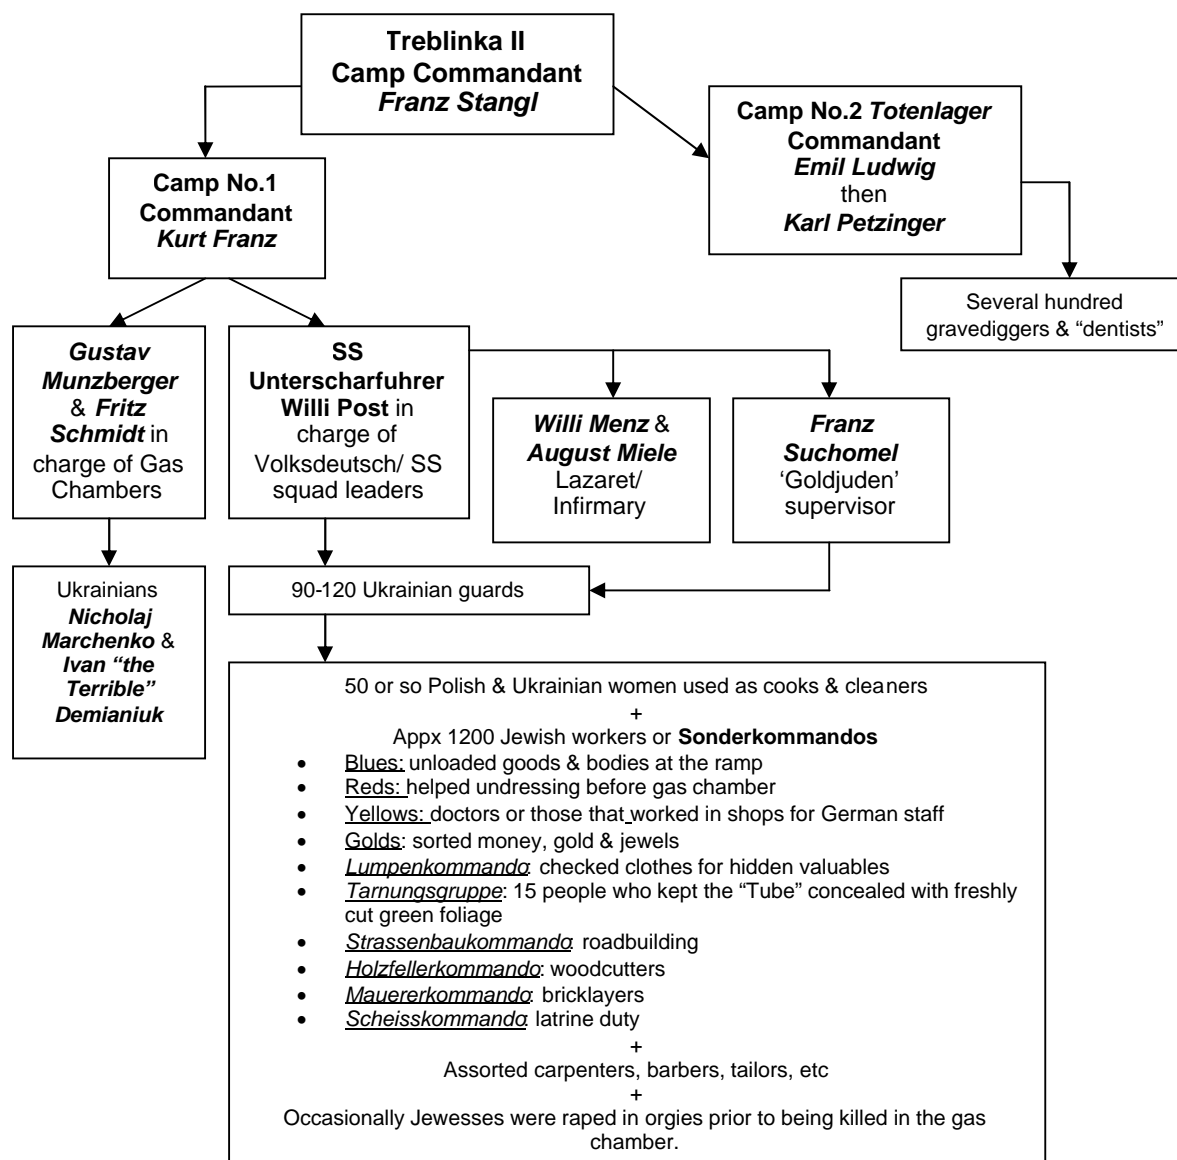 Treblinka II
Camp Commandant
Franz Stangl
Camp No.2 Totenlager
Commandant
Emil Ludwig
then
Karl Petzinger
Camp No.1
Commandant
Kurt Franz
Several hundred
gravediggers & “dentists”
Gustav
Munzberger
& Fritz
Schmidt in
charge of Gas
Chambers
SS
Unterscharfuhrer
Willi Post in
charge of
Volksdeutsch/ SS
squad leaders
Willi Menz &
August Miele
Lazaret/
Infirmary
Franz
Suchomel
‘Goldjuden’
supervisor
Ukrainians
Nicholaj
Marchenko &
Ivan “the
Terrible”
Demianiuk
90-120 Ukrainian guards
50 or so Polish & Ukrainian women used as cooks & cleaners
+
Appx 1200 Jewish workers or Sonderkommandos
• Blues: unloaded goods & bodies at the ramp
• Reds: helped undressing before gas chamber
• Yellows: doctors or those that worked in shops for German staff
• Golds: sorted money, gold & jewels
• Lumpenkommando: checked clothes for hidden valuables
• Tarnungsgruppe: 15 people who kept the “Tube” concealed with freshly
cut green foliage
• Strassenbaukommando: roadbuilding
• Holzfellerkommando: woodcutters
• Mauererkommando: bricklayers
• Scheisskommando: latrine duty
+
Assorted carpenters, barbers, tailors, etc
+
Occasionally Jewesses were raped in orgies prior to being killed in the gas
chamber.